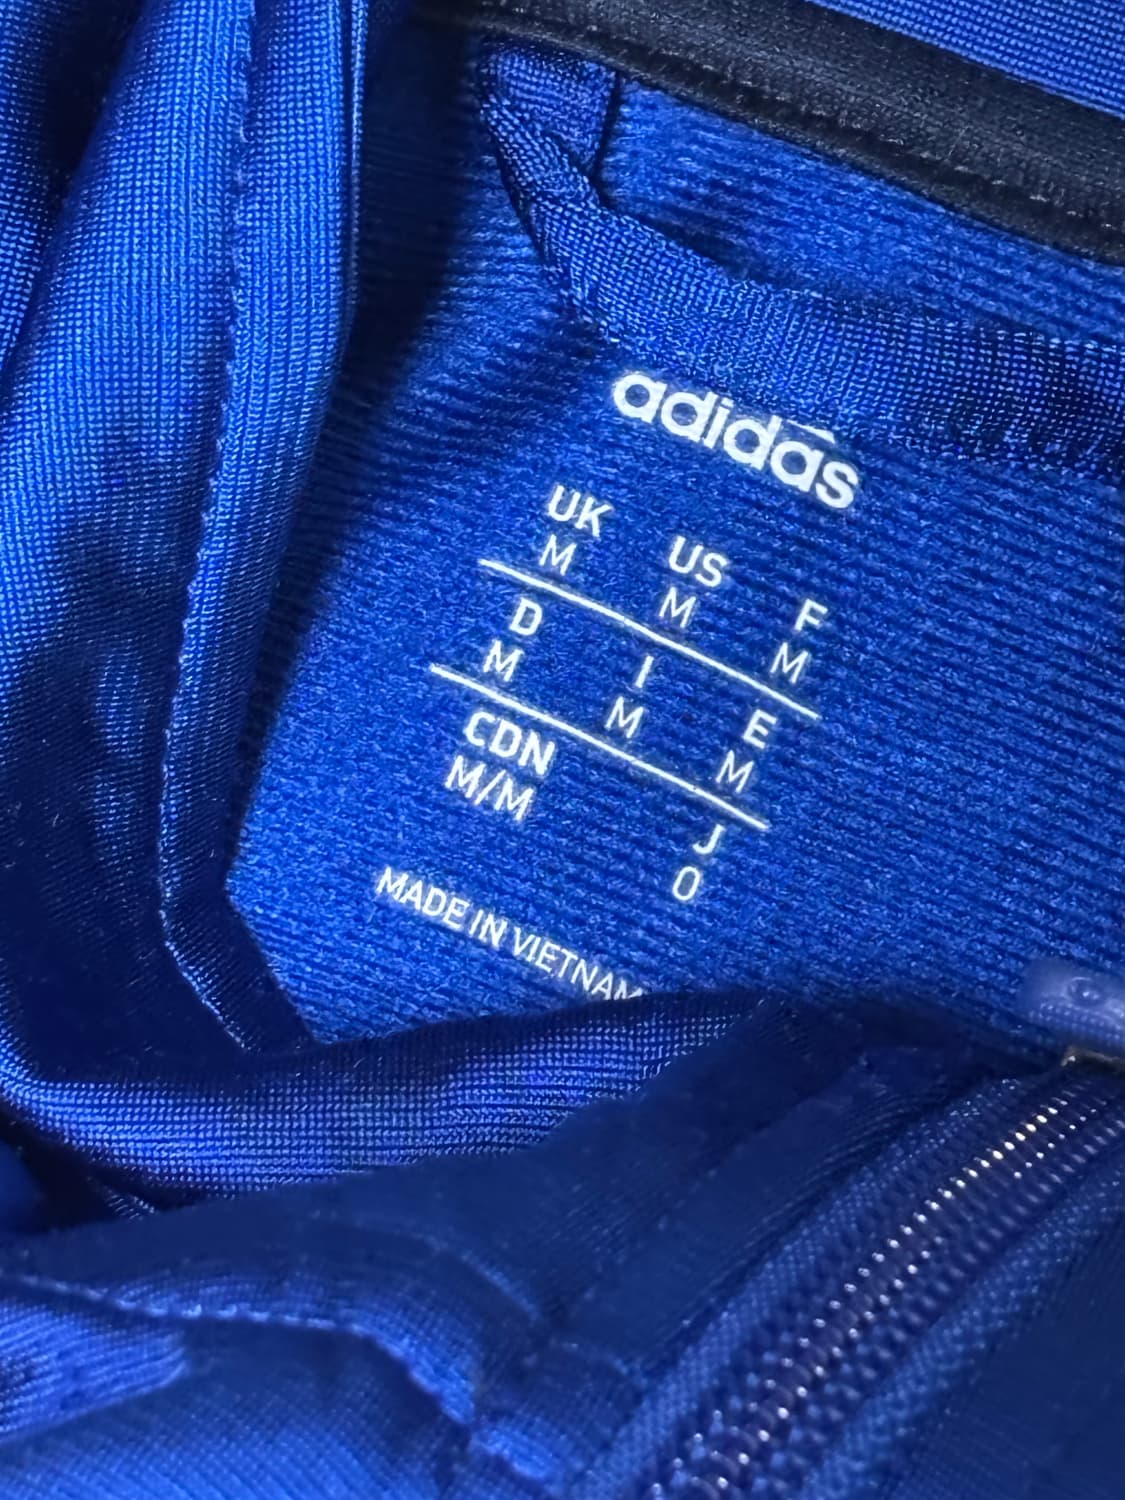 adidas
UK US F
M M M
D I E
M M M
CDN J
M/M O
MADE IN VIETNAM